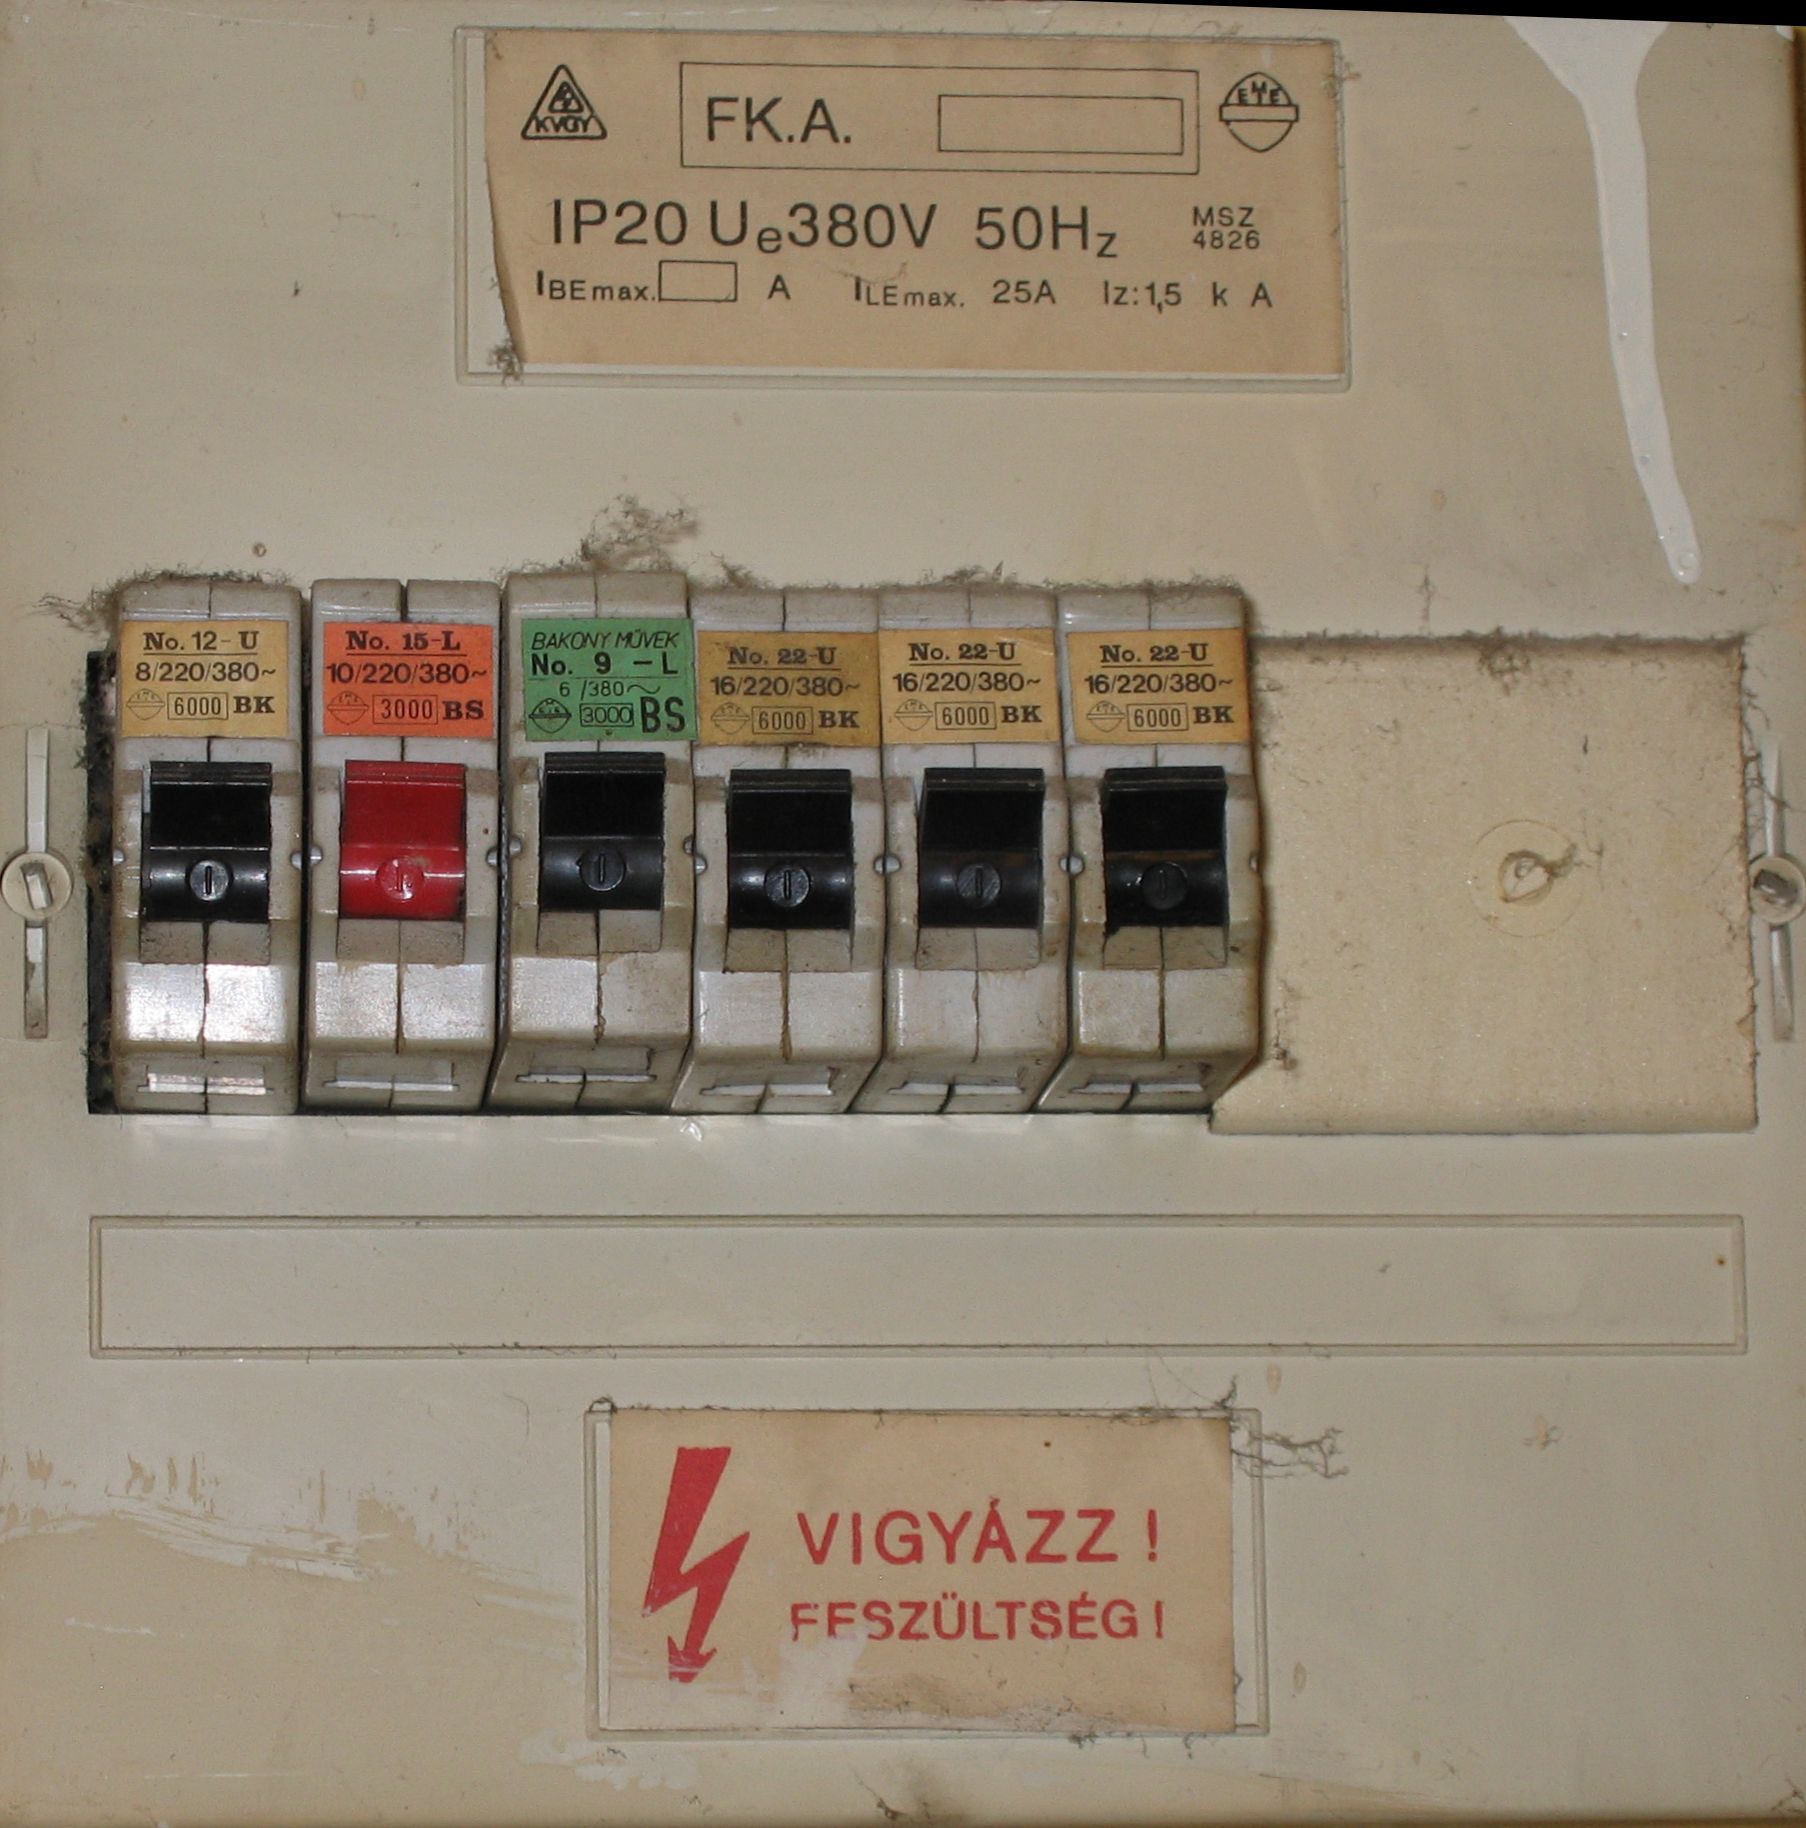 KVGY
FK.A.
EMTE
IP20 Ue380V 50Hz
MSZ
4826
IBEmax. A ILEmax. 25A Iz:1,5 k A
No. 12-U
8/220/380~
6000 BK
No. 15-L
10/220/380~
3000 BS
BAKONY MŰVEK
No. 9 -L
6 /380~
3000 BS
No. 22-U
16/220/380~
6000 BK
No. 22-U
16/220/380~
6000 BK
No. 22-U
16/220/380~
6000 BK
VIGYÁZZ !
FESZÜLTSÉG !